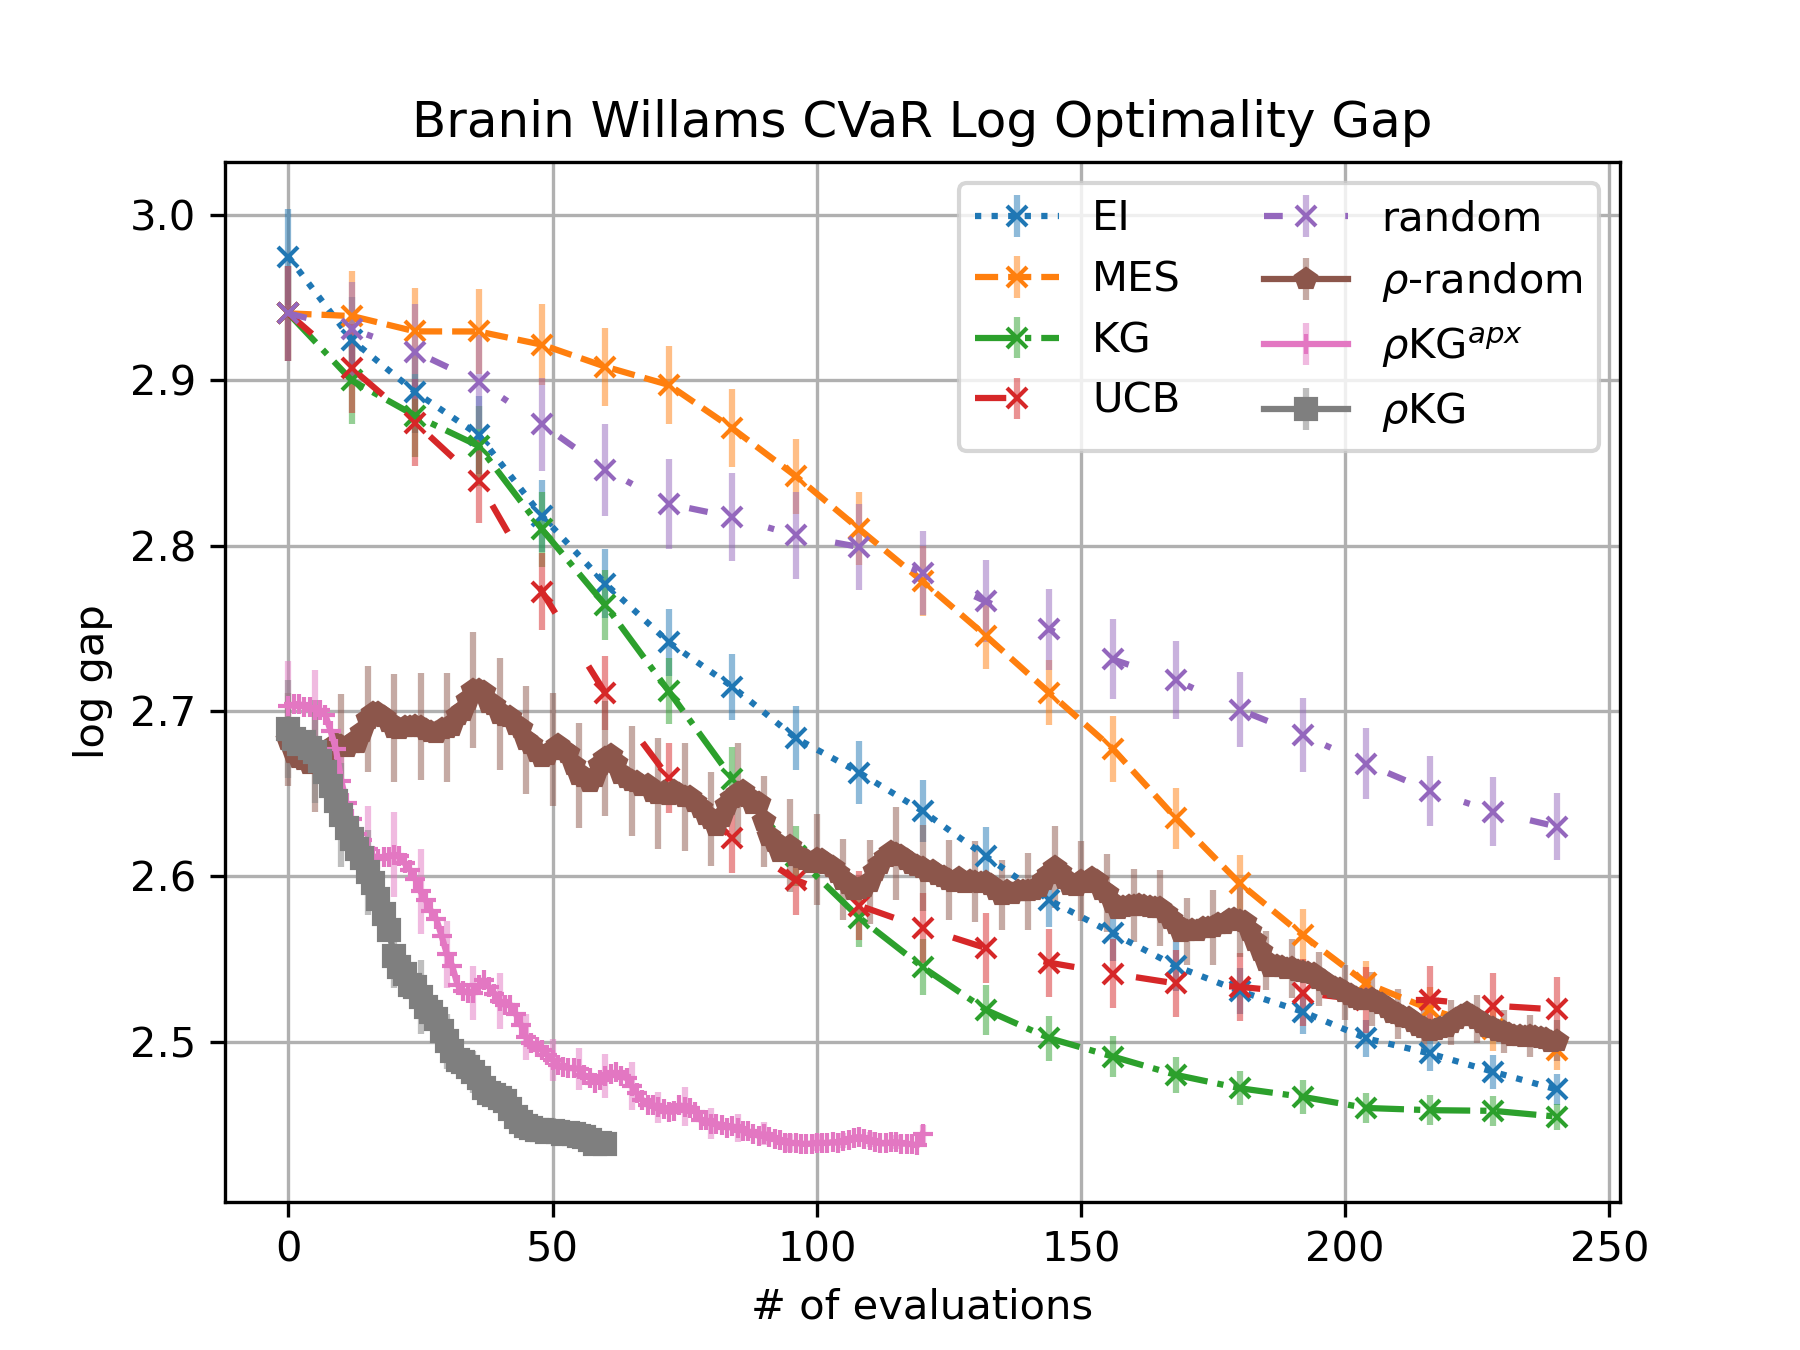 Branin Willams CVaR Log Optimality Gap
3.0
2.9
2.8
2.7
2.6
2.5
log gap
EI
MES
KG
UCB
random
ρ-random
ρKG^apx
ρKG
0
50
100
150
200
250
# of evaluations